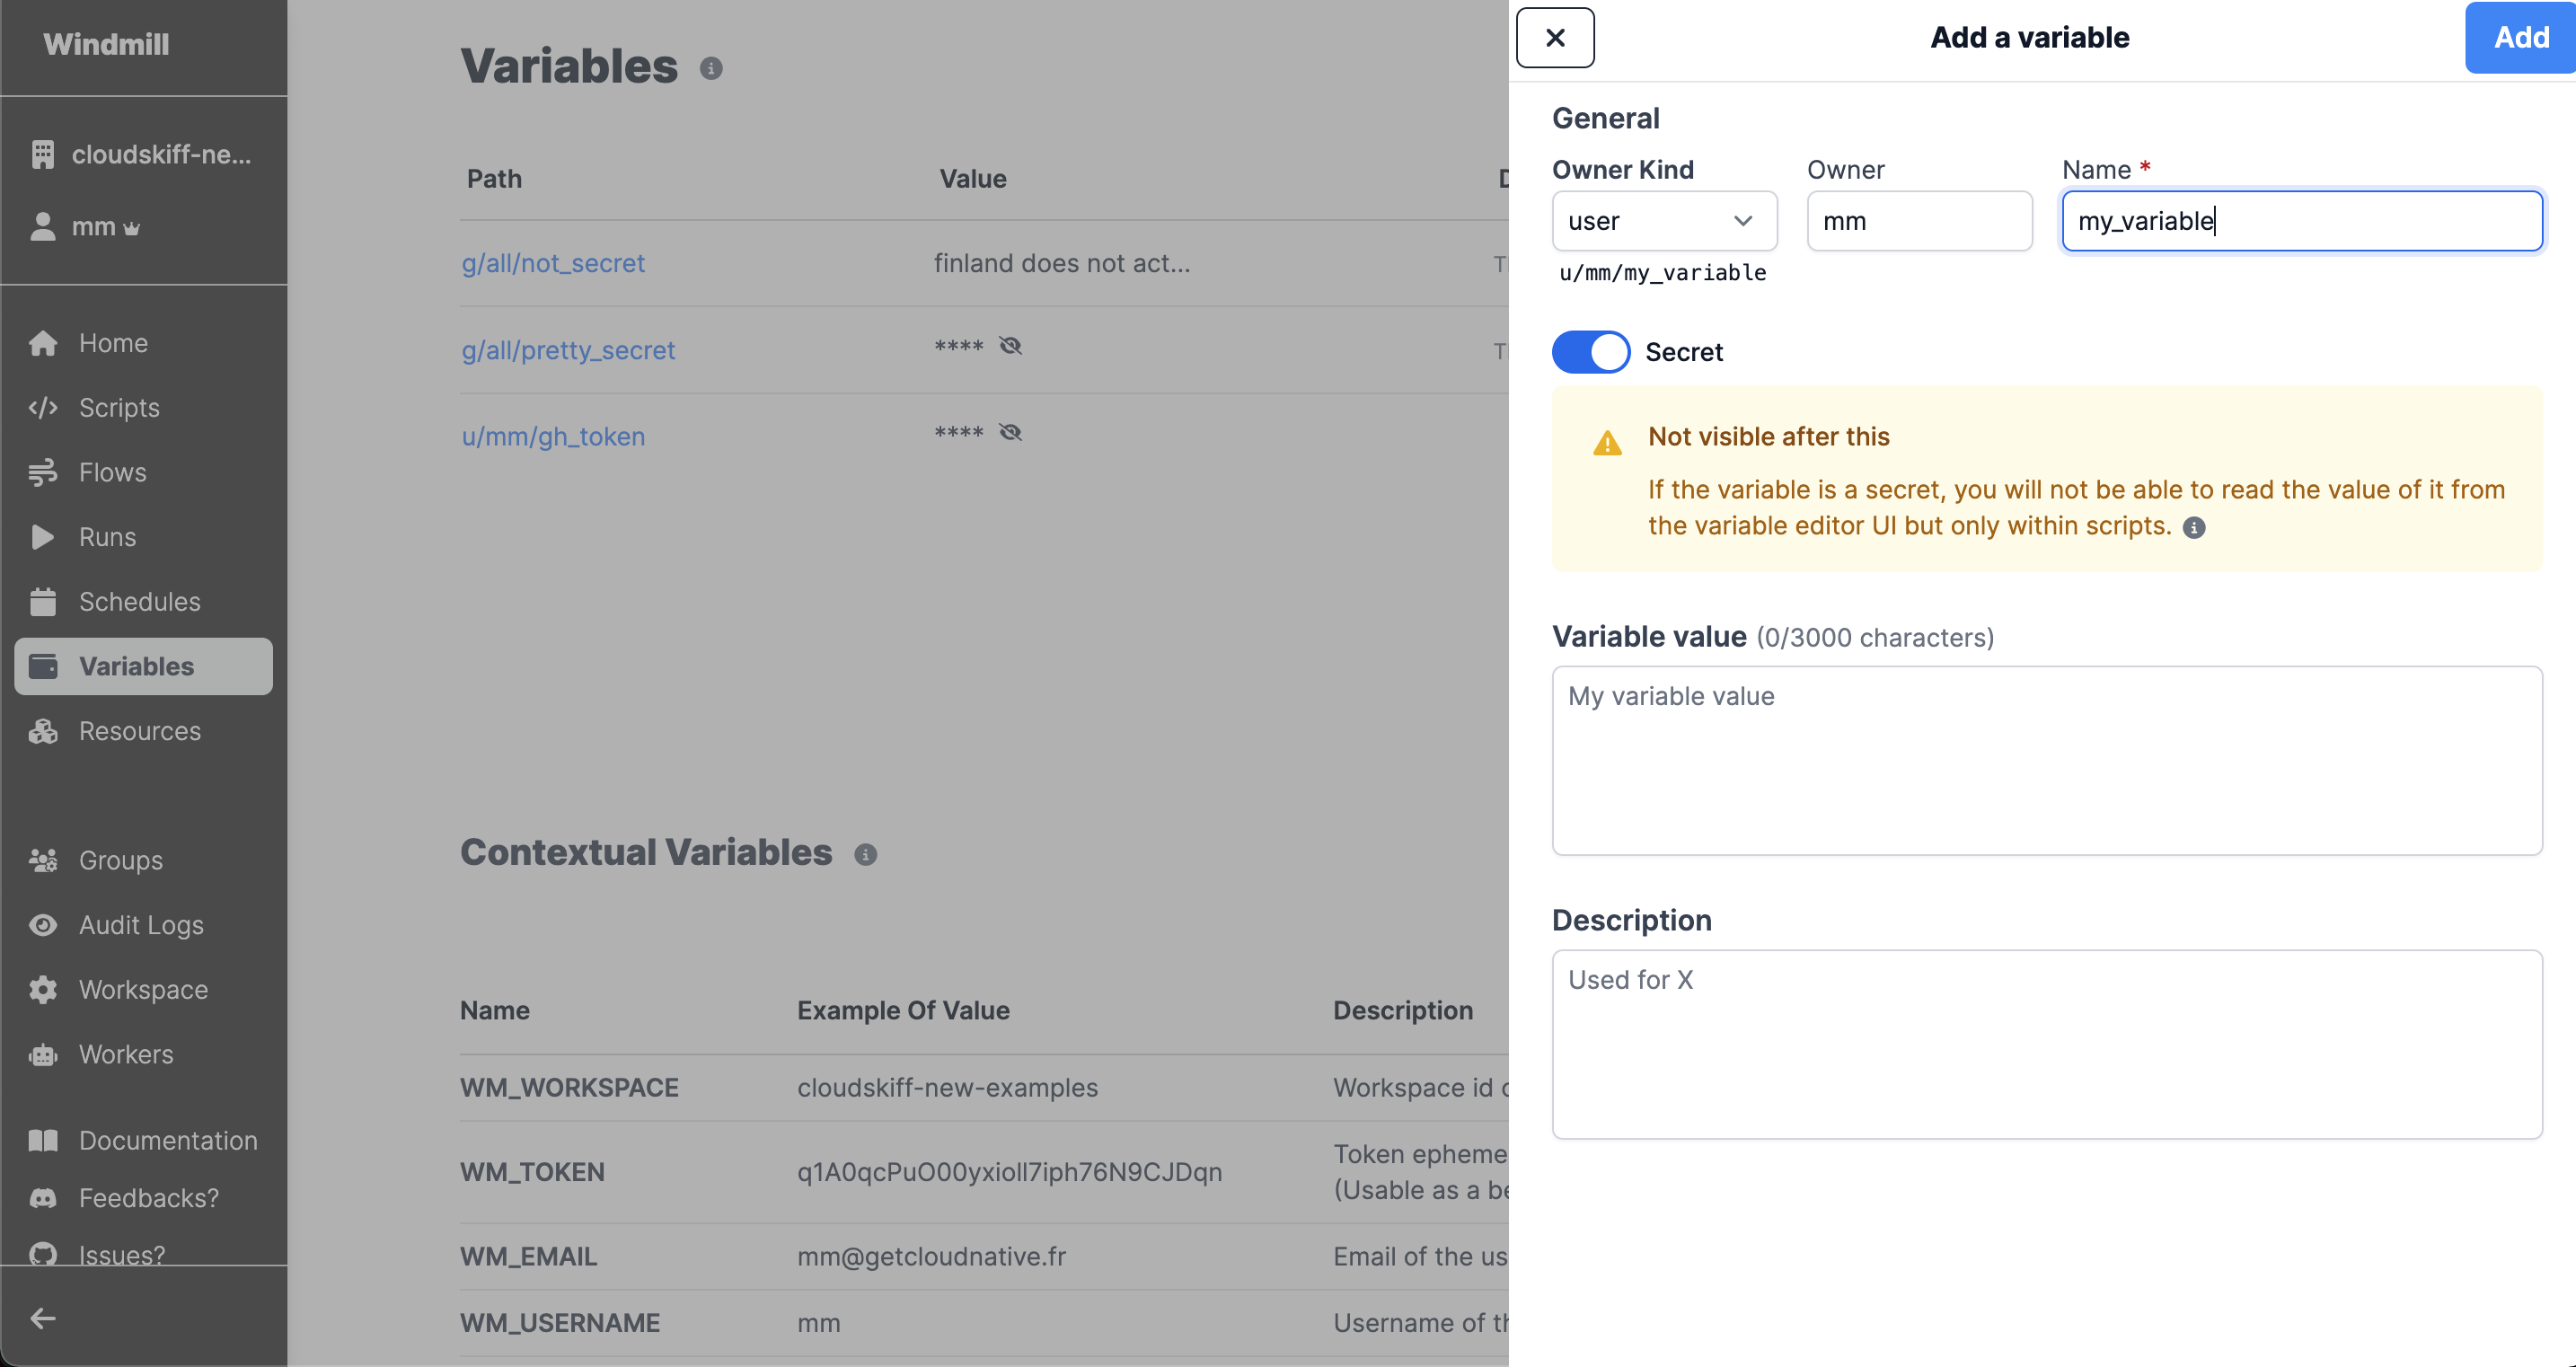 Windmill
cloudskiff-ne...
mm
Home
Scripts
Flows
Runs
Schedules
Variables
Resources
Groups
Audit Logs
Workspace
Workers
Documentation
Feedbacks?
Issues?
Variables
Path Value
g/all/not_secret finland does not act...
g/all/pretty_secret ****
u/mm/gh_token ****
Contextual Variables
Name Example Of Value Description
WM_WORKSPACE cloudskiff-new-examples Workspace id
WM_TOKEN q1A0qcPuO00yxioll7iph76N9CJDqn Token epheme
(Usable as a be
WM_EMAIL mm@getcloudnative.fr Email of the us
WM_USERNAME mm Username of th
Add a variable
Add
General
Owner Kind Owner Name *
user mm my_variable
u/mm/my_variable
Secret
Not visible after this
If the variable is a secret, you will not be able to read the value of it from
the variable editor UI but only within scripts.
Variable value (0/3000 characters)
My variable value
Description
Used for X